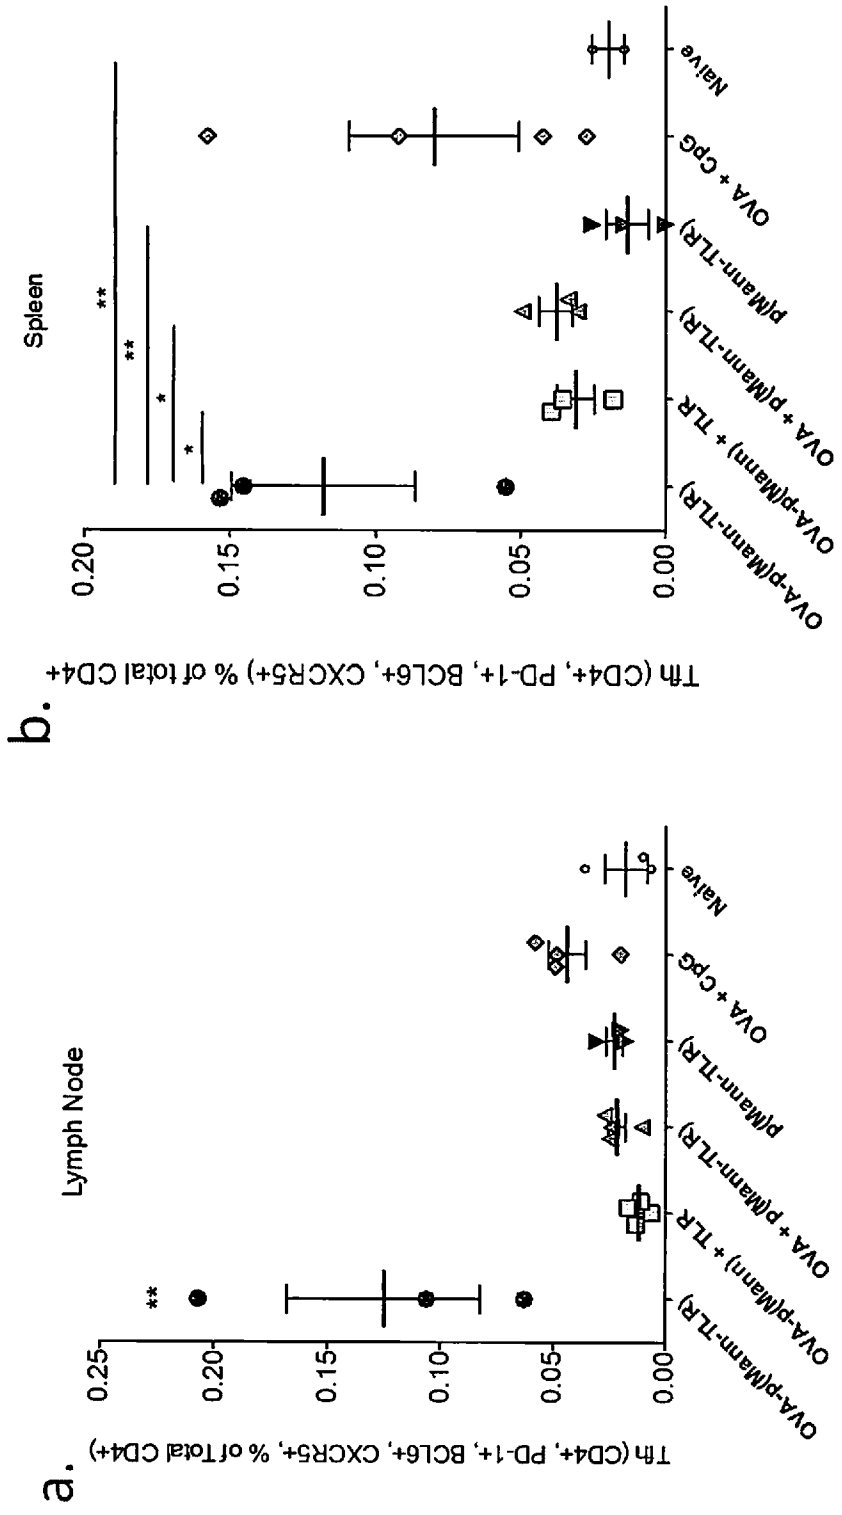 a.
Lymph Node
Tfh (CD4+, PD-1+, BCL6+, CXCR5+, % of Total CD4+)
0.25
0.20
0.15
0.10
0.05
0.00
**
OVA-p(Mann-TLR)
OVA-p(Mann) + TLR
OVA + p(Mann-TLR)
p(Mann-TLR)
OVA + CpG
Naive
b.
Spleen
Tfh (CD4+, PD-1+, BCL6+, CXCR5+) % of total CD4+
0.20
0.15
0.10
0.05
0.00
**
**
*
*
OVA-p(Mann-TLR)
OVA-p(Mann) + TLR
OVA + p(Mann-TLR)
p(Mann-TLR)
OVA + CpG
Naive